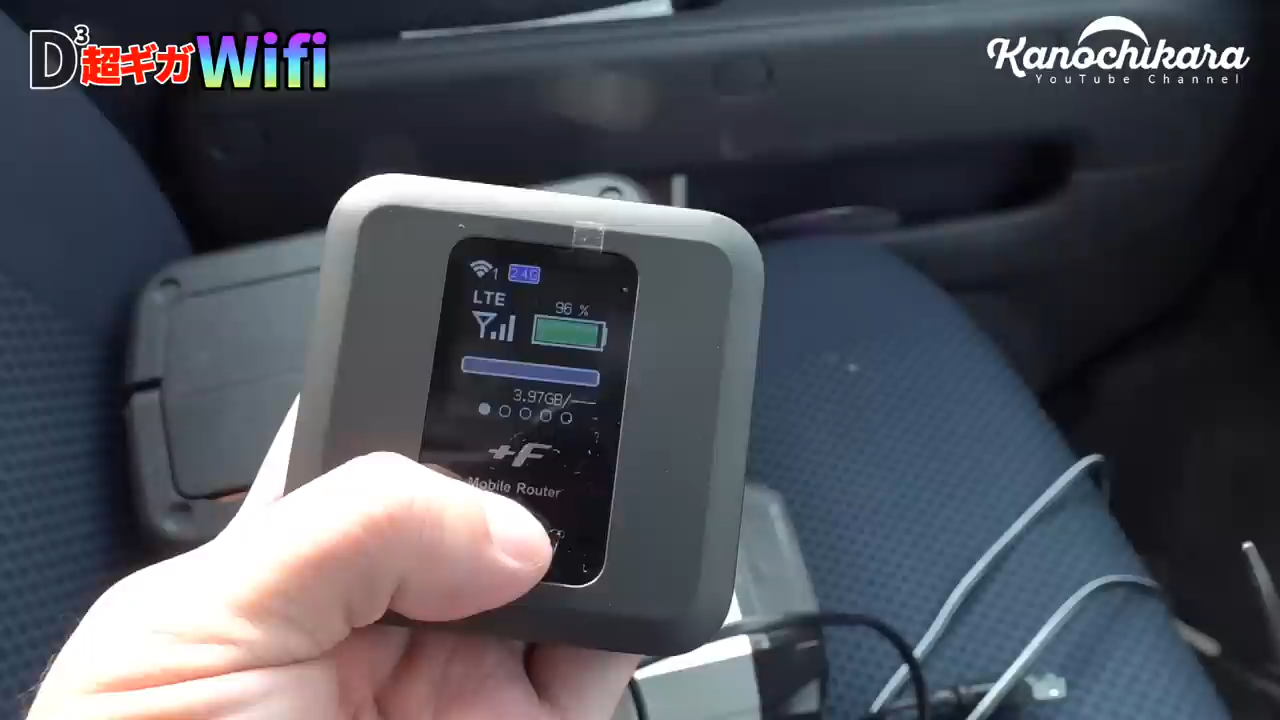 D³超ギガWifi
Kanochikara
YouTube Channel
1 2.4G
LTE
96 %
3.97GB/---
+F
Mobile Router